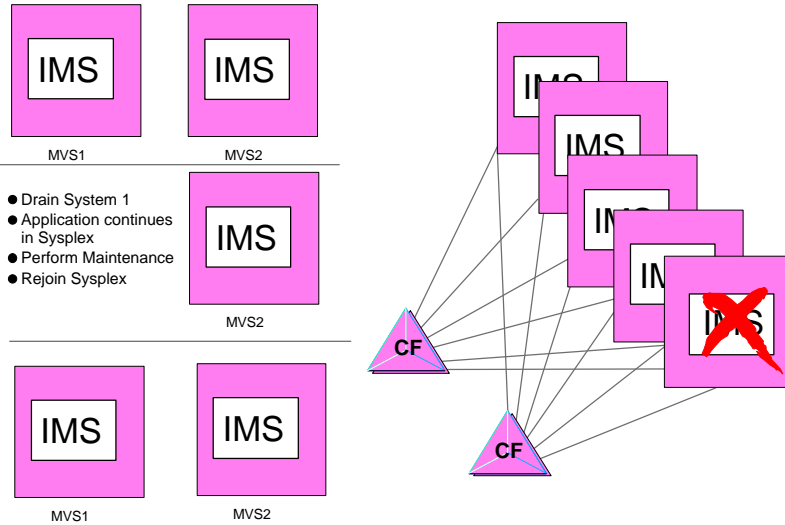 IMS
IMS
MVS1
MVS2
● Drain System 1
● Application continues
in Sysplex
● Perform Maintenance
● Rejoin Sysplex
IMS
MVS2
IMS
IMS
MVS1
MVS2
IMS
IMS
CF
CF